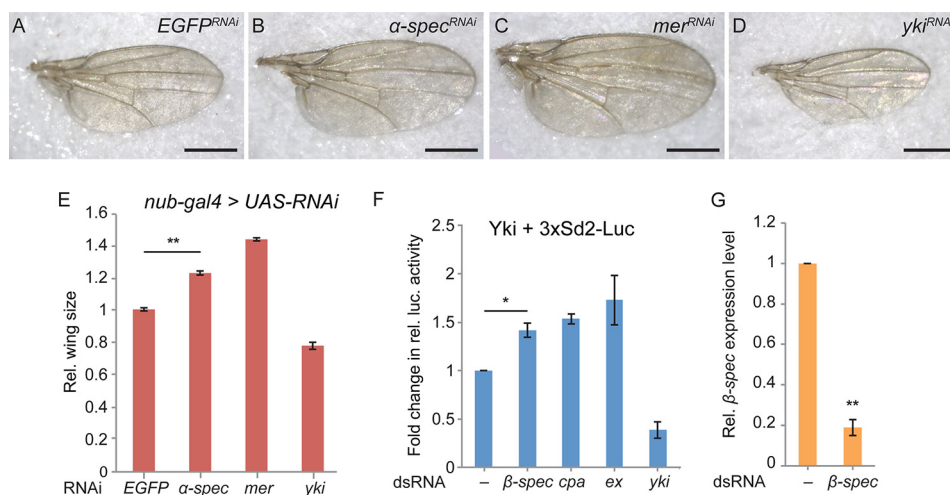 A EGFP^RNAi
B α-spec^RNAi
C mer^RNAi
D yki^RNAi
E nub-gal4 > UAS-RNAi
Rel. wing size
1.6
1.4
1.2
1
0.8
0.6
0.4
0.2
0
**
RNAi EGFP α-spec mer yki
F Yki + 3xSd2-Luc
Fold change in rel. luc. activity
2.5
2
1.5
1
0.5
0
*
dsRNA – β-spec cpa ex yki
G
Rel. β-spec expression level
1.2
1
0.8
0.6
0.4
0.2
0
**
dsRNA – β-spec